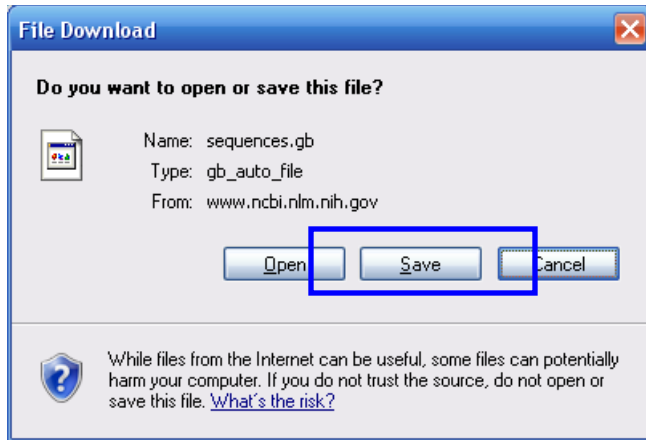 File Download
Do you want to open or save this file?
Name: sequences.gb
Type: gb_auto_file
From: www.ncbi.nlm.nih.gov
Open Save Cancel
While files from the Internet can be useful, some files can potentially
harm your computer. If you do not trust the source, do not open or
save this file. What's the risk?